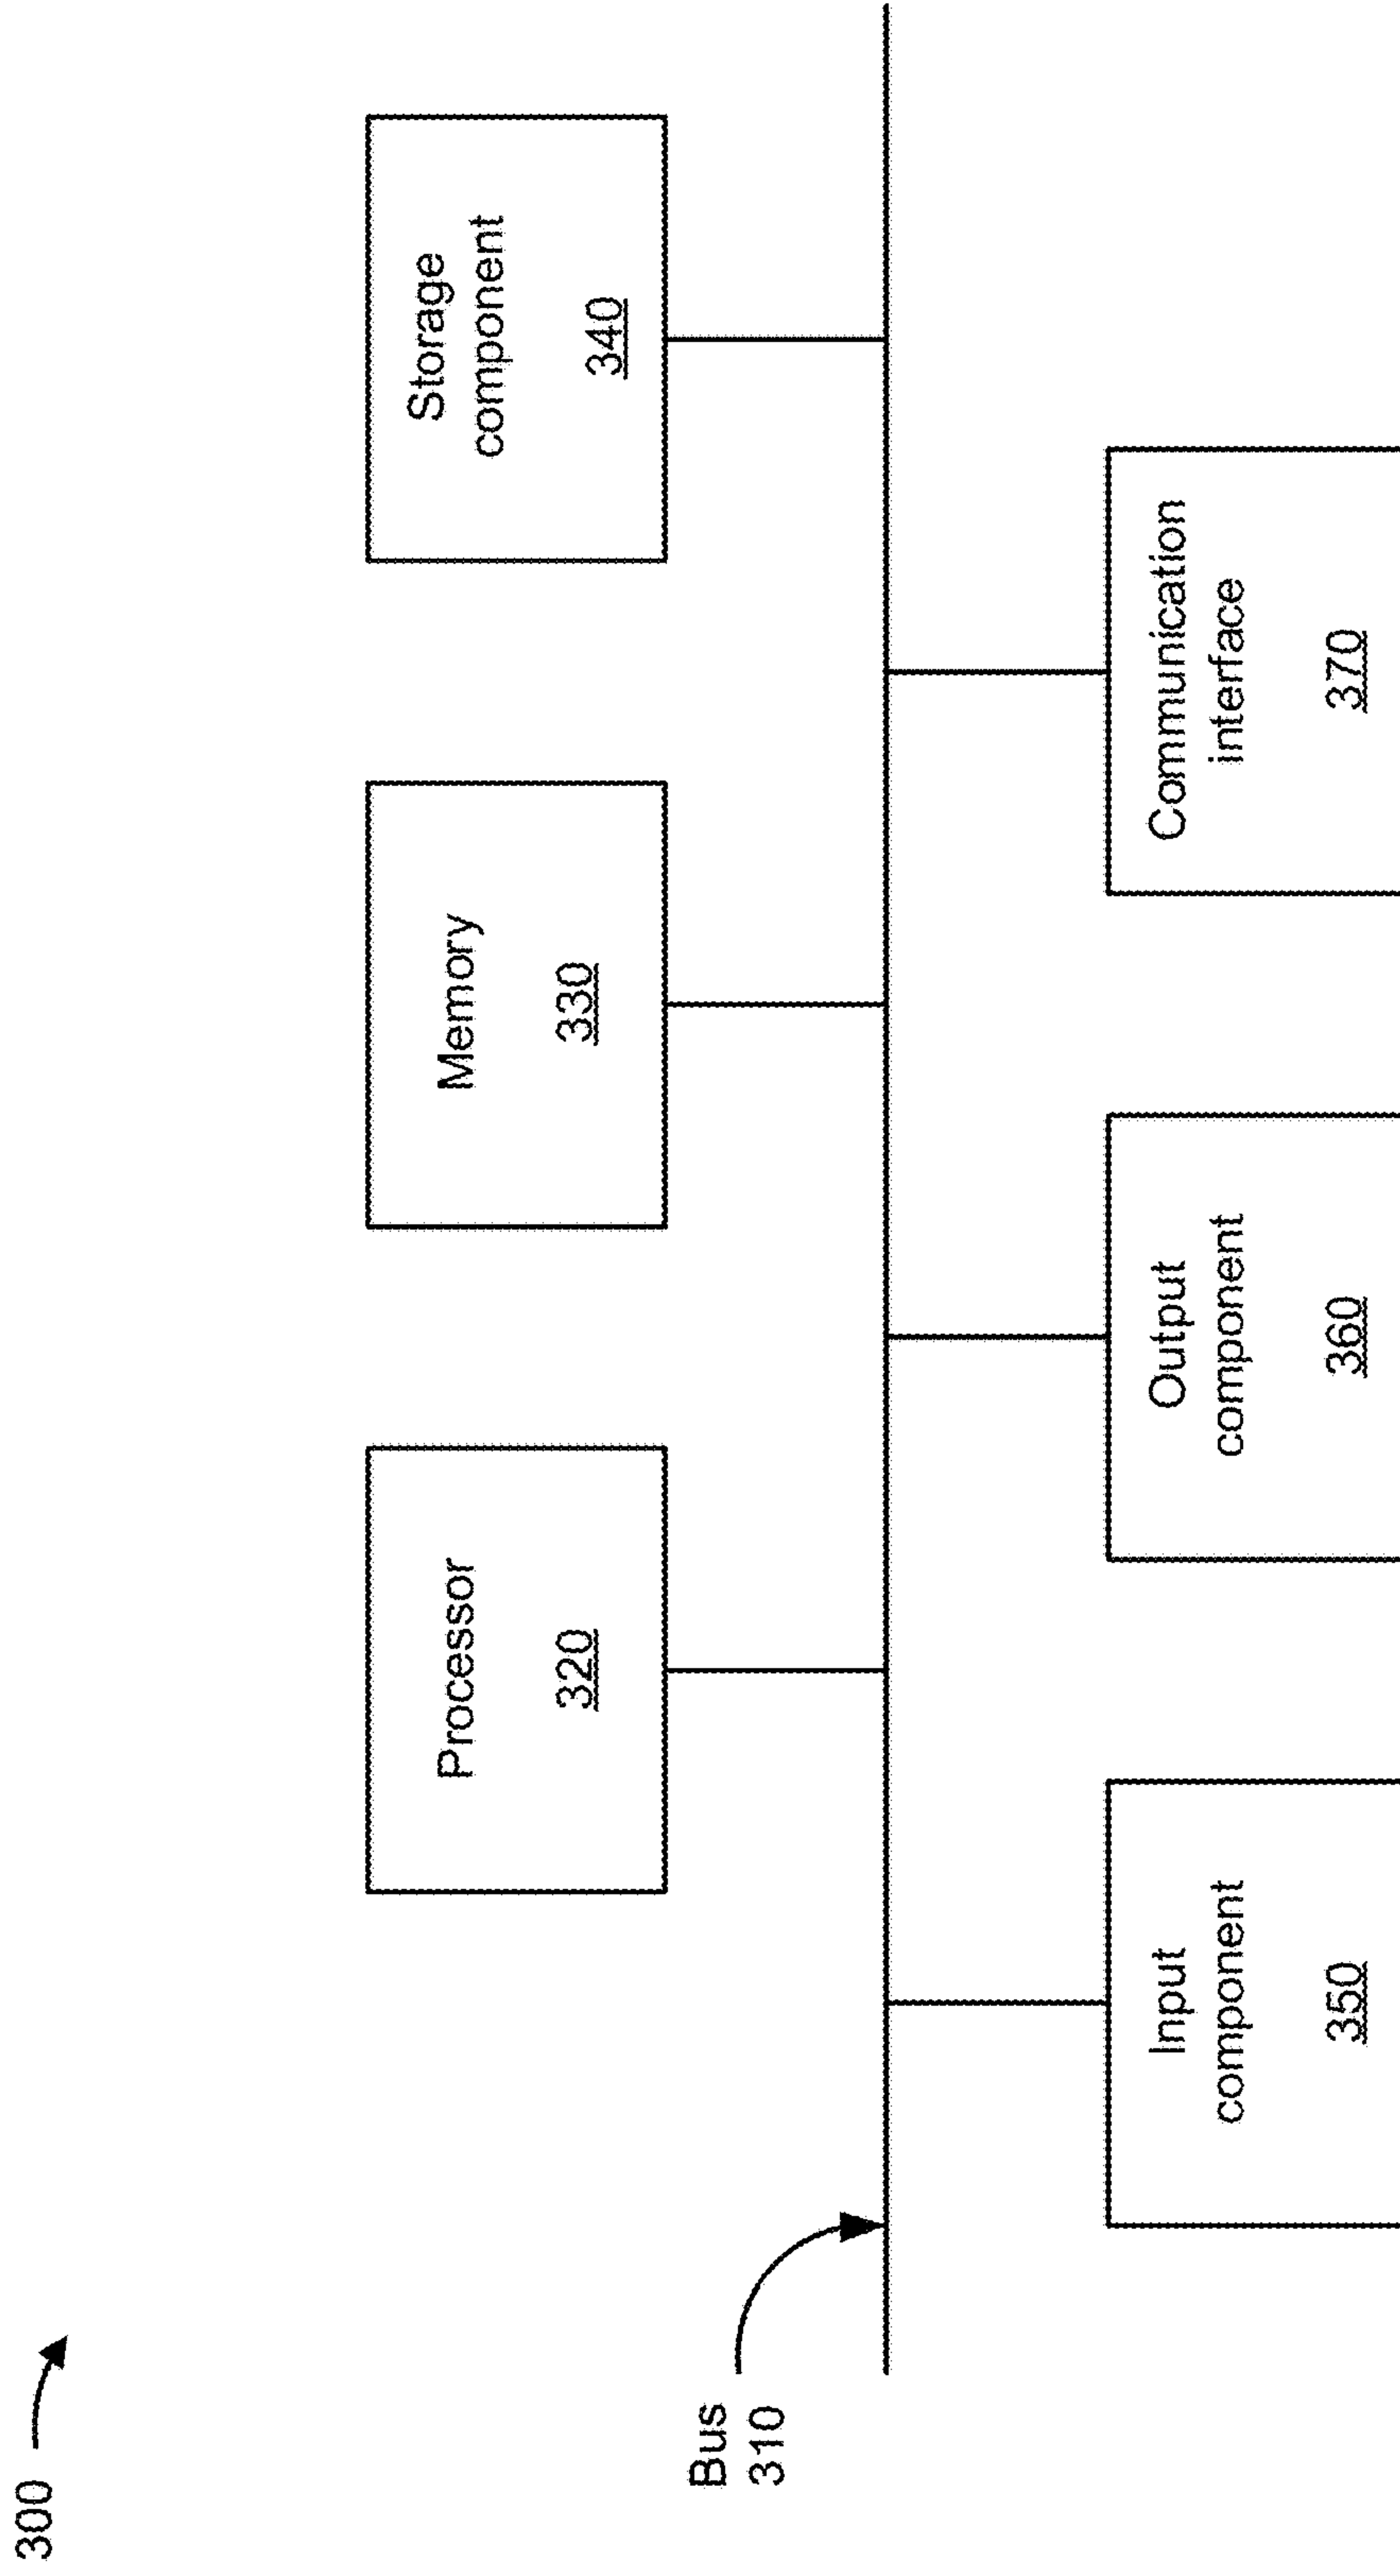 300
Processor
320
Memory
330
Storage
component
340
Bus
310
Input
component
350
Output
component
360
Communication
interface
370